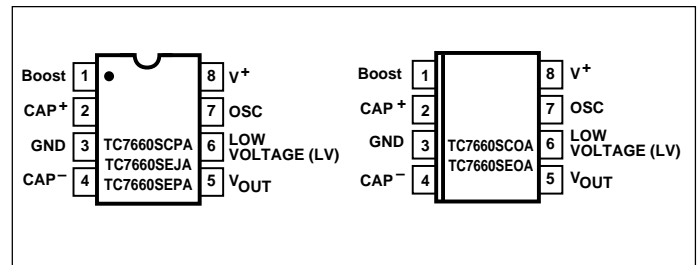 Boost 1 8 V+
CAP+ 2 7 OSC
GND 3 TC7660SCPA 6 LOW VOLTAGE (LV)
TC7660SEJA
CAP− 4 TC7660SEPA 5 VOUT
Boost 1 8 V+
CAP+ 2 7 OSC
GND 3 TC7660SCOA 6 LOW VOLTAGE (LV)
TC7660SEOA
CAP− 4 5 VOUT